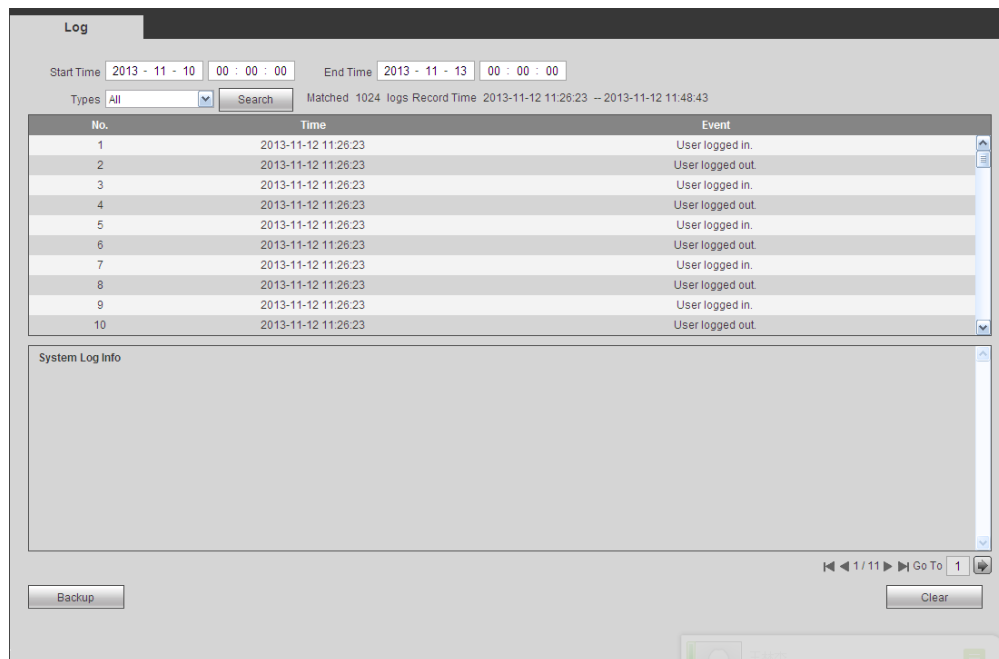 Log
Start Time 2013 - 11 - 10 00 : 00 : 00 End Time 2013 - 11 - 13 00 : 00 : 00
Types All Search Matched 1024 logs Record Time 2013-11-12 11:26:23 -- 2013-11-12 11:48:43
No. Time Event
1 2013-11-12 11:26:23 User logged in.
2 2013-11-12 11:26:23 User logged out.
3 2013-11-12 11:26:23 User logged in.
4 2013-11-12 11:26:23 User logged out.
5 2013-11-12 11:26:23 User logged in.
6 2013-11-12 11:26:23 User logged out.
7 2013-11-12 11:26:23 User logged in.
8 2013-11-12 11:26:23 User logged out.
9 2013-11-12 11:26:23 User logged in.
10 2013-11-12 11:26:23 User logged out.
System Log Info
1 / 11 Go To 1
Backup Clear